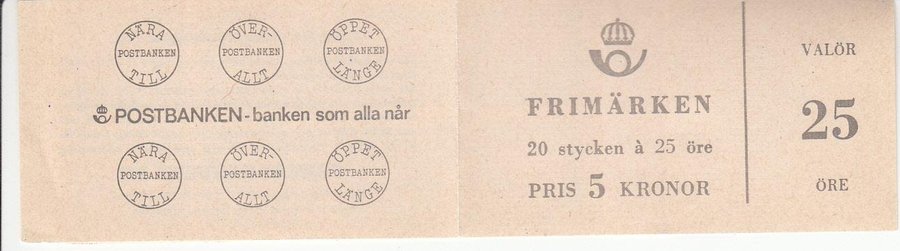 NÄRA
POSTBANKEN
TILL
ÖVER-
POSTBANKEN
ALLT
ÖPPET
POSTBANKEN
LÄNGE
POSTBANKEN - banken som alla når
NÄRA
POSTBANKEN
TILL
ÖVER-
POSTBANKEN
ALLT
ÖPPET
POSTBANKEN
LÄNGE
FRIMÄRKEN
20 stycken à 25 öre
PRIS 5 KRONOR
VALÖR
25
ÖRE